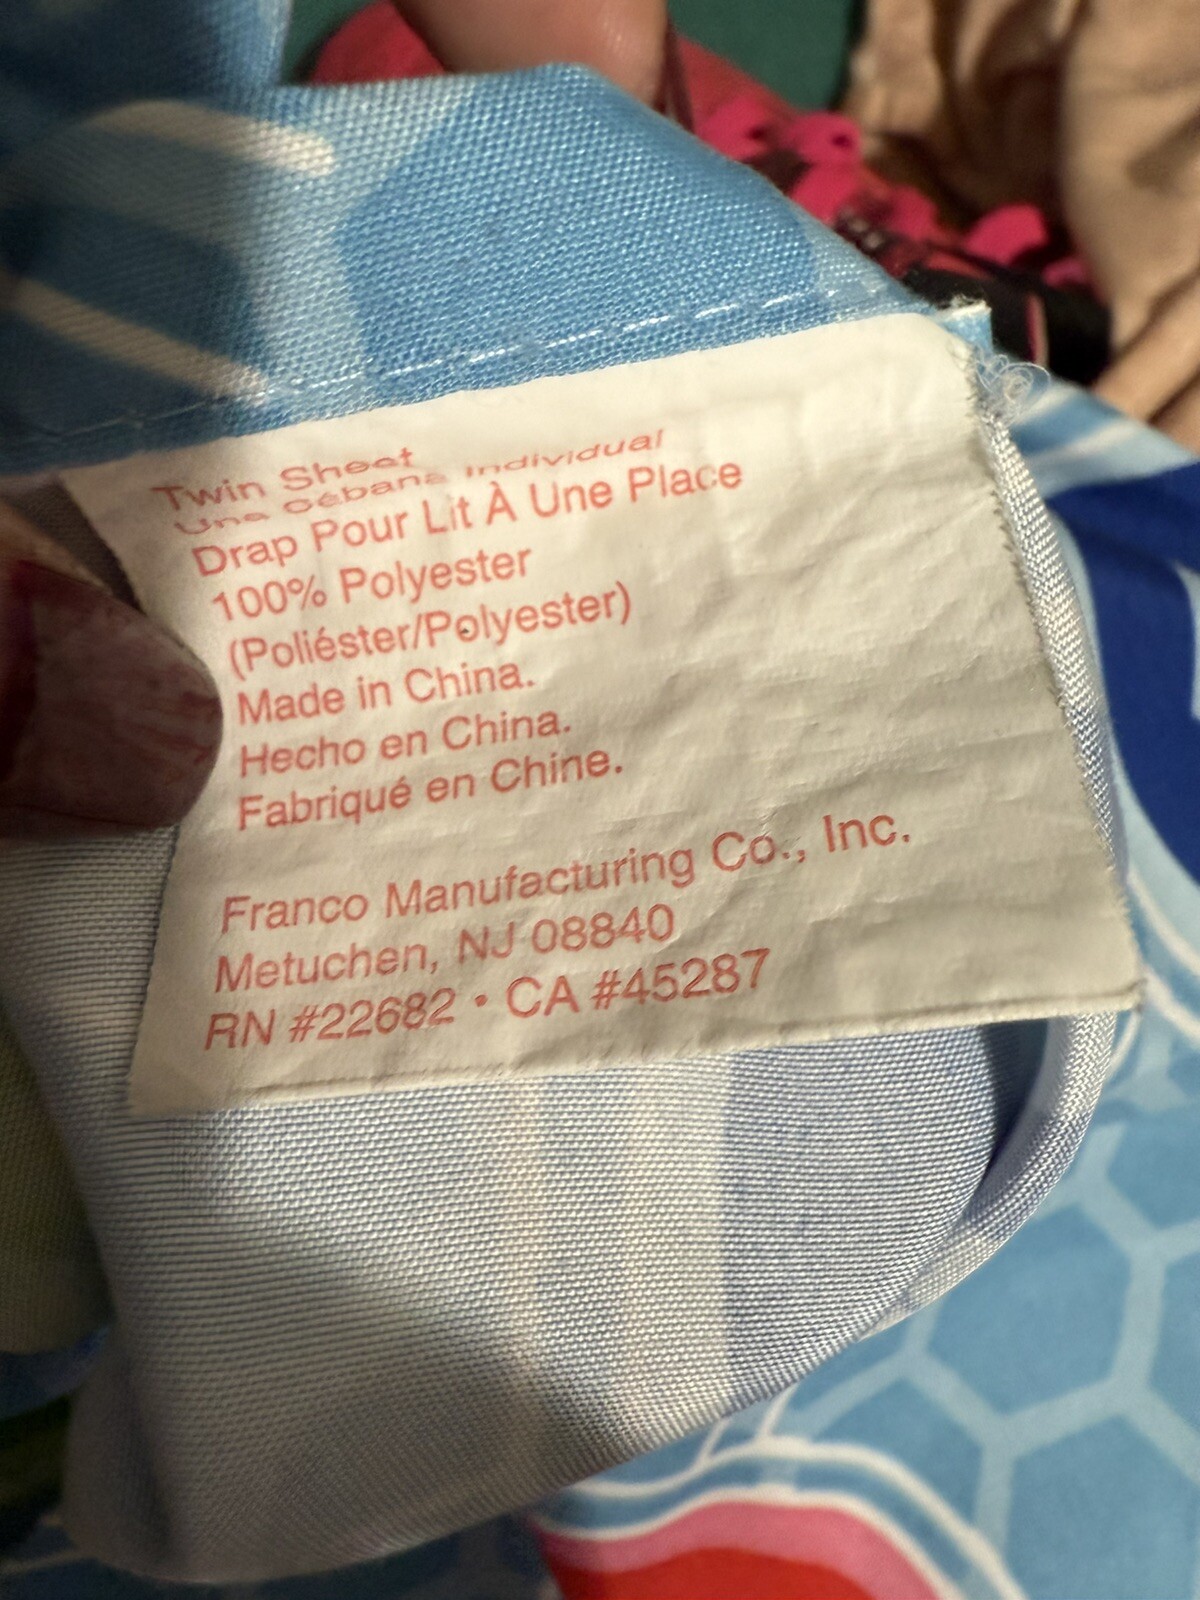 Twin Sheet
Una Sábana Individual
Drap Pour Lit À Une Place
100% Polyester
(Poliéster/Polyester)
Made in China.
Hecho en China.
Fabriqué en Chine.
Franco Manufacturing Co., Inc.
Metuchen, NJ 08840
RN #22682 • CA #45287